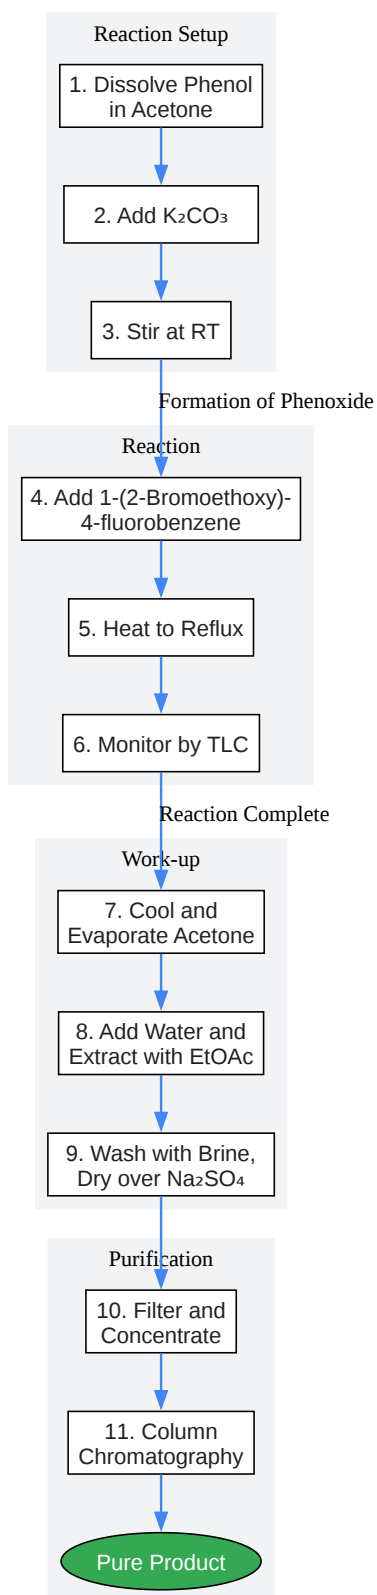 Reaction Setup
1. Dissolve Phenol
in Acetone
2. Add K₂CO₃
3. Stir at RT
Formation of Phenoxide
Reaction
4. Add 1-(2-Bromoethoxy)-
4-fluorobenzene
5. Heat to Reflux
6. Monitor by TLC
Reaction Complete
Work-up
7. Cool and
Evaporate Acetone
8. Add Water and
Extract with EtOAc
9. Wash with Brine,
Dry over Na₂SO₄
Purification
10. Filter and
Concentrate
11. Column
Chromatography
Pure Product